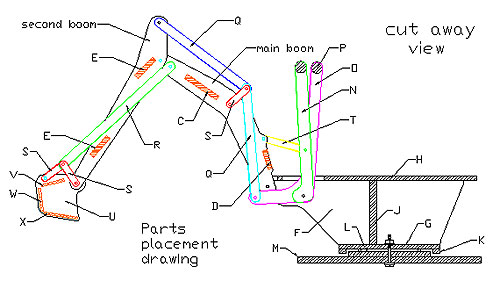 Q
P
cut away
view
second boom
main boom
O
E
N
C
S
T
E
R
H
S
Q
V
S
D
J
W
U
F
L
G
X
K
M
Parts
placement
drawing